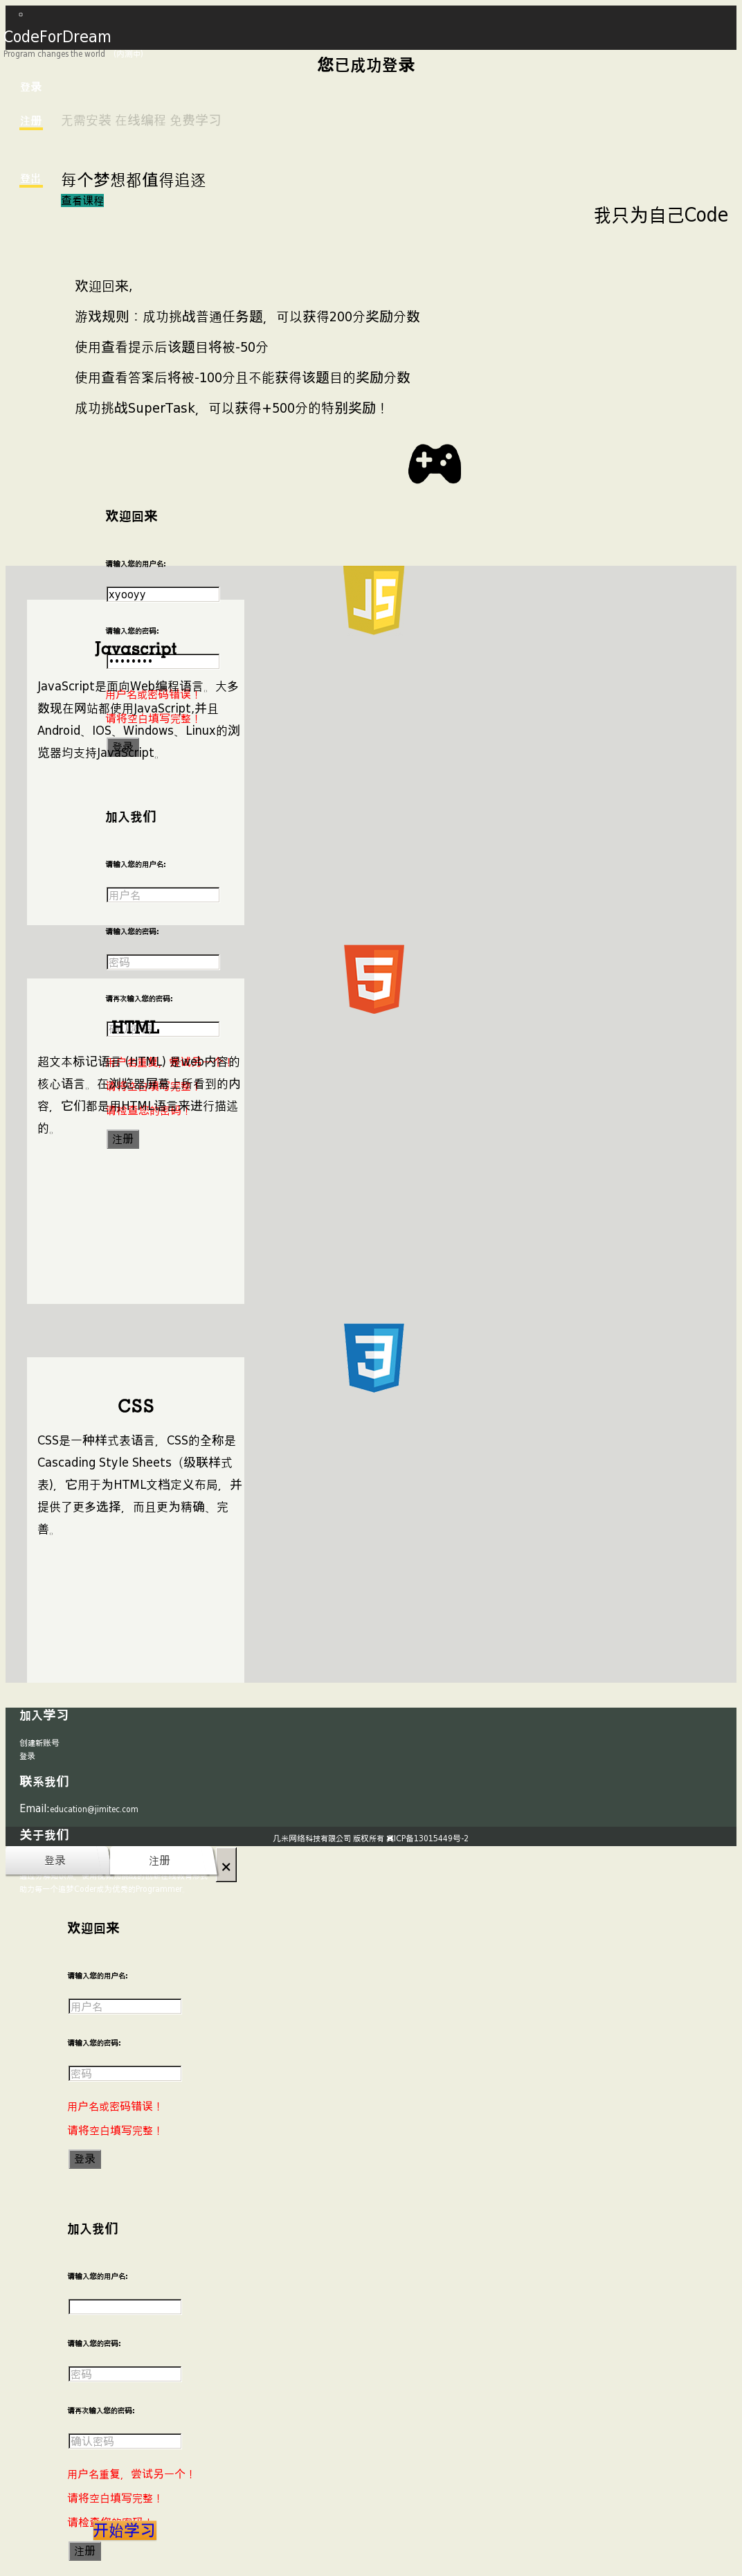 CodeForDream
Program changes the world
您已成功登录
登录
注册
无需安装 在线编程 免费学习
登出
每个梦想都值得追逐
查看课程
我只为自己Code
欢迎回来,
游戏规则：成功挑战普通任务题，可以获得200分奖励分数
使用查看提示后该题目将被-50分
使用查看答案后将被-100分且不能获得该题目的奖励分数
成功挑战SuperTask，可以获得+500分的特别奖励！
欢迎回来
请输入您的用户名:
xyooyy
请输入您的密码:
Javascript
••••••••
JavaScript是面向Web编程语言。大多
用户名或密码错误！
数现在网站都使用JavaScript,并且
请将空白填写完整！
Android、IOS、Windows、Linux的浏
登录
览器均支持JavaScript。
加入我们
请输入您的用户名:
用户名
请输入您的密码:
密码
请再次输入您的密码:
HTML
超文本标记语言 (HTML) 是web内容的
核心语言。在浏览器屏幕上所看到的内
请将空白填写完整！
容，它们都是用HTML语言来进行描述
请检查您的密码！
的。
注册
CSS
CSS是一种样式表语言，CSS的全称是
Cascading Style Sheets（级联样式
表)，它用于为HTML文档定义布局，并
提供了更多选择，而且更为精确、完
善。
加入学习
创建新账号
登录
联系我们
Email:education@jimitec.com
关于我们
几米网络科技有限公司 版权所有 冀ICP备13015449号-2
登录
注册
×
欢迎回来
请输入您的用户名:
用户名
请输入您的密码:
密码
用户名或密码错误！
请将空白填写完整！
登录
加入我们
请输入您的用户名:
请输入您的密码:
密码
请再次输入您的密码:
确认密码
用户名重复，尝试另一个！
请将空白填写完整！
请检查您的密码！
开始学习
注册